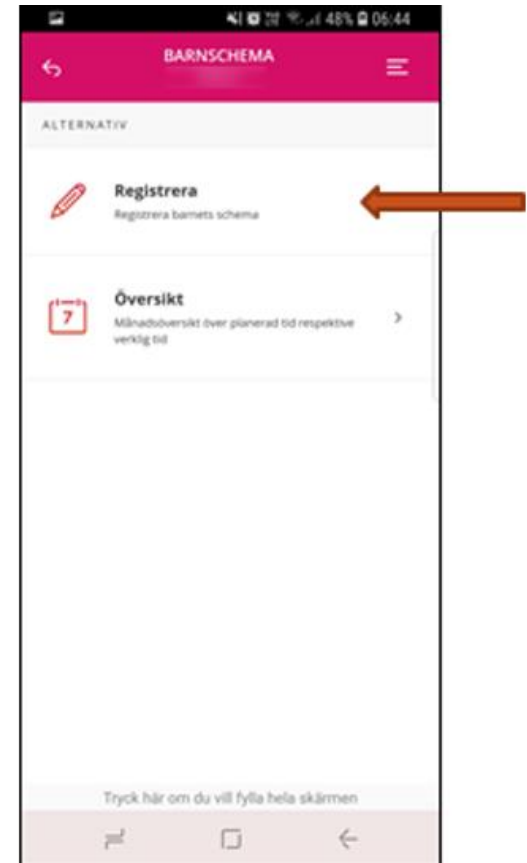 48% 06:44
BARNSCHEMA
ALTERNATIV
Registrera
Registrera barnets schema
7
Översikt
Månadsöversikt över planerad tid respektive
verklig tid
Tryck här om du vill fylla hela skärmen